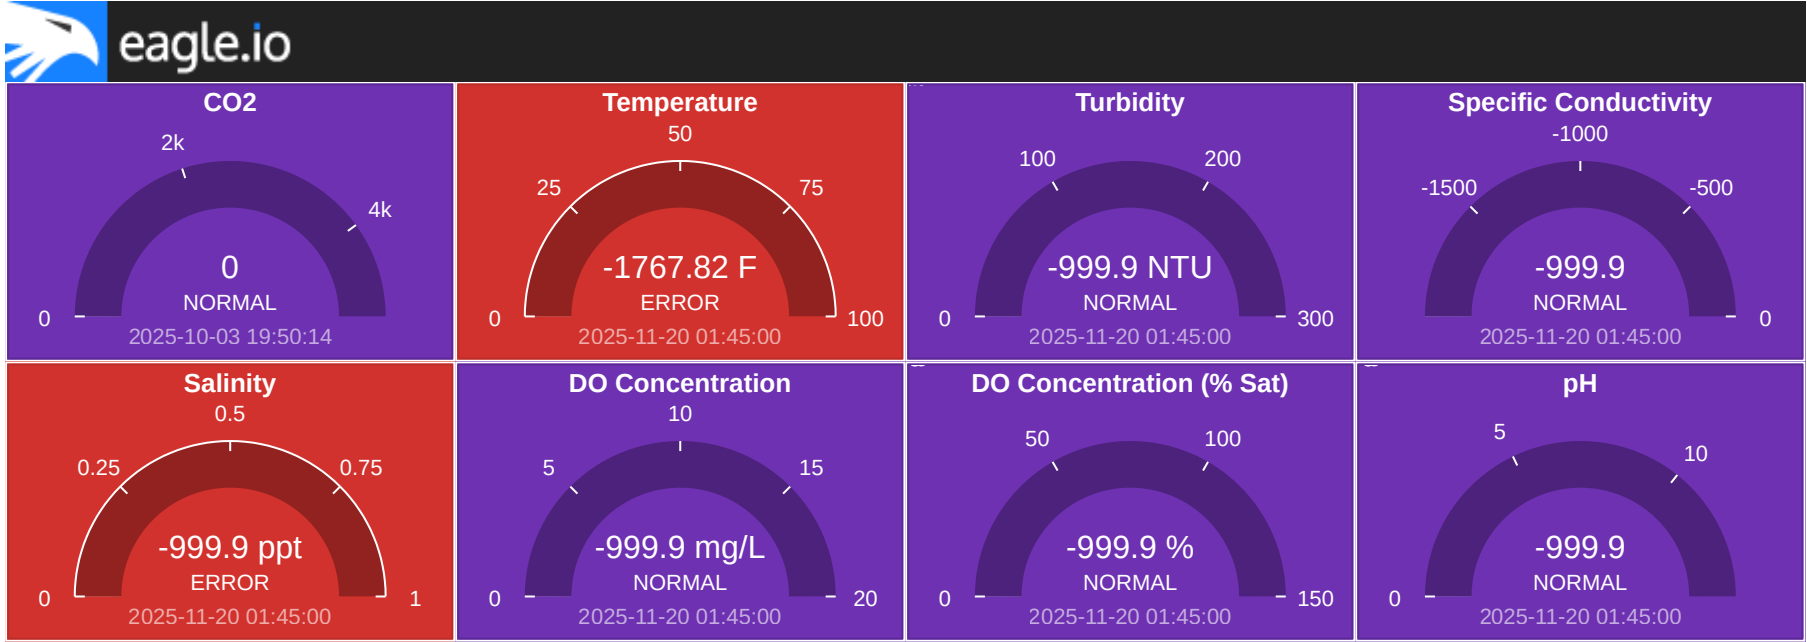 eagle.io
CO2
2k
4k
0
0
NORMAL
2025-10-03 19:50:14
Temperature
50
25
75
0
100
-1767.82 F
ERROR
2025-11-20 01:45:00
Turbidity
100
200
0
300
-999.9 NTU
NORMAL
2025-11-20 01:45:00
Specific Conductivity
-1000
-1500
-500
0
-999.9
NORMAL
2025-11-20 01:45:00
Salinity
0.5
0.25
0.75
0
1
-999.9 ppt
ERROR
2025-11-20 01:45:00
DO Concentration
10
5
15
0
20
-999.9 mg/L
NORMAL
2025-11-20 01:45:00
DO Concentration (% Sat)
50
100
0
150
-999.9 %
NORMAL
2025-11-20 01:45:00
pH
5
10
0
-999.9
NORMAL
2025-11-20 01:45:00